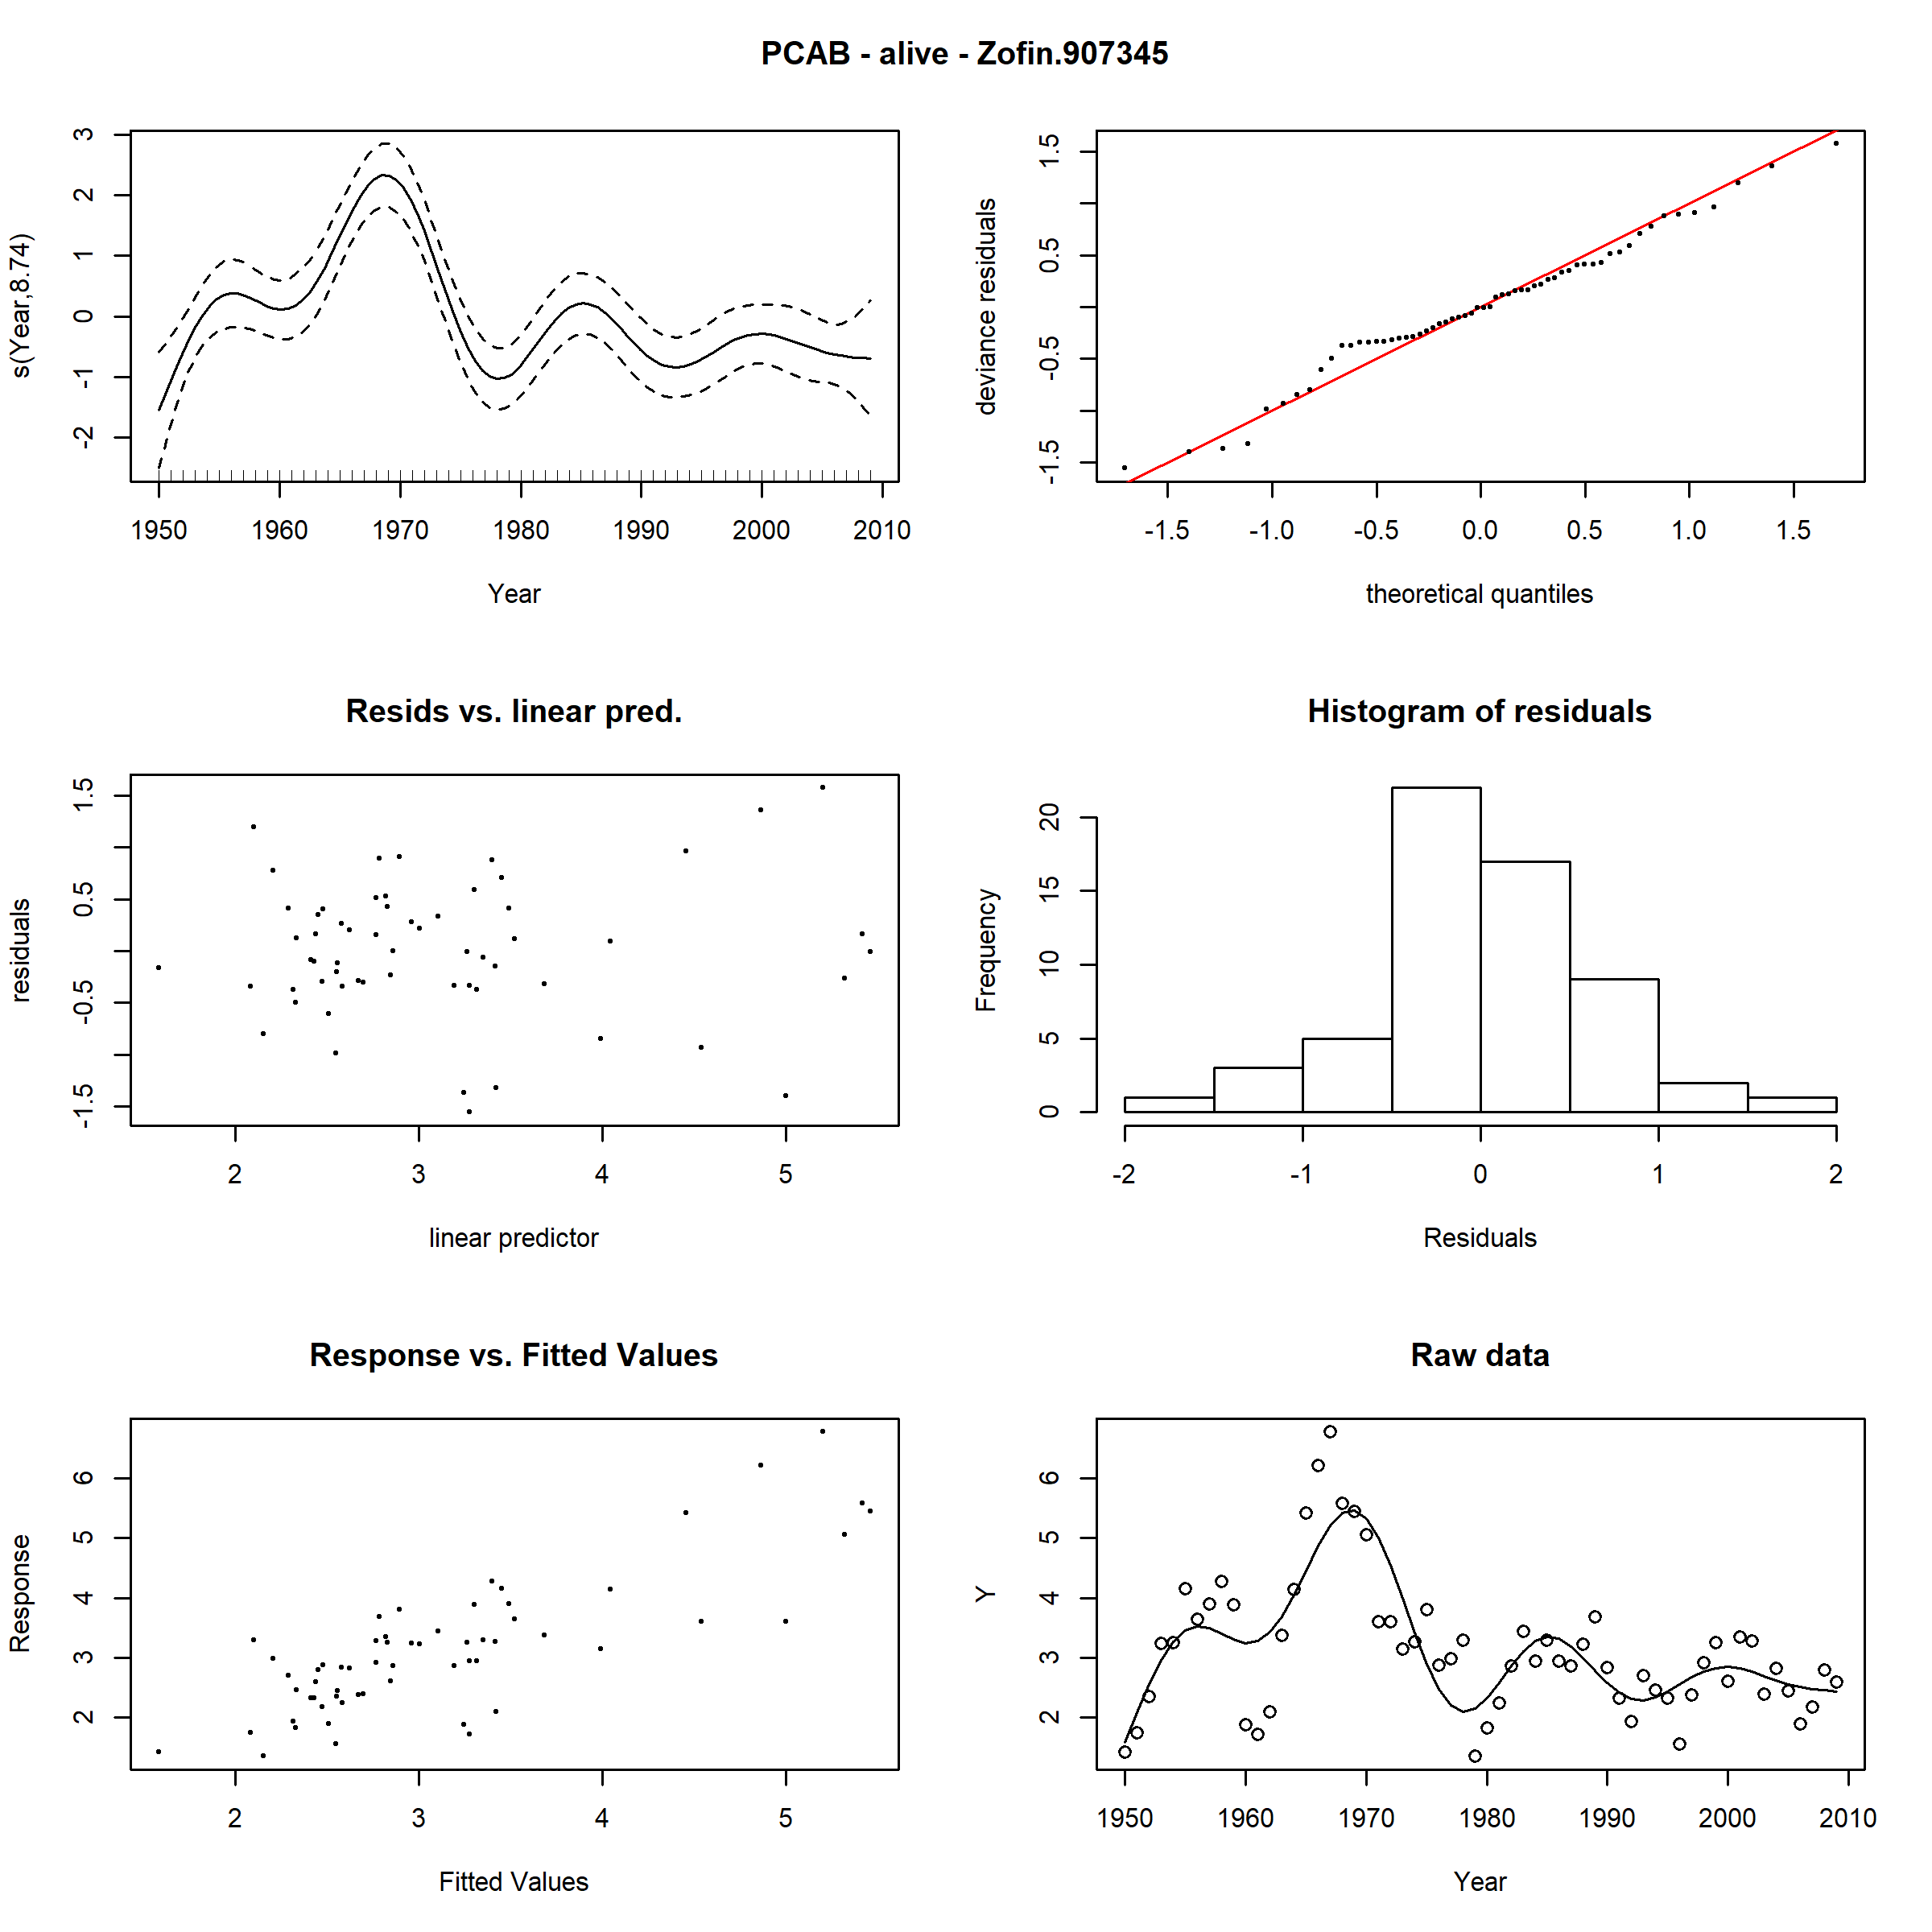 PCAB - alive - Zofin.907345
s(Year,8.74)
3
2
1
0
-1
-2
1950 1960 1970 1980 1990 2000 2010
Year
deviance residuals
1.5
0.5
-0.5
-1.5
-1.5 -1.0 -0.5 0.0 0.5 1.0 1.5
theoretical quantiles
Resids vs. linear pred.
residuals
1.5
0.5
-0.5
-1.5
2 3 4 5
linear predictor
Histogram of residuals
Frequency
20
15
10
5
0
-2 -1 0 1 2
Residuals
Response vs. Fitted Values
Response
6
5
4
3
2
2 3 4 5
Fitted Values
Raw data
Y
6
5
4
3
2
1950 1960 1970 1980 1990 2000 2010
Year